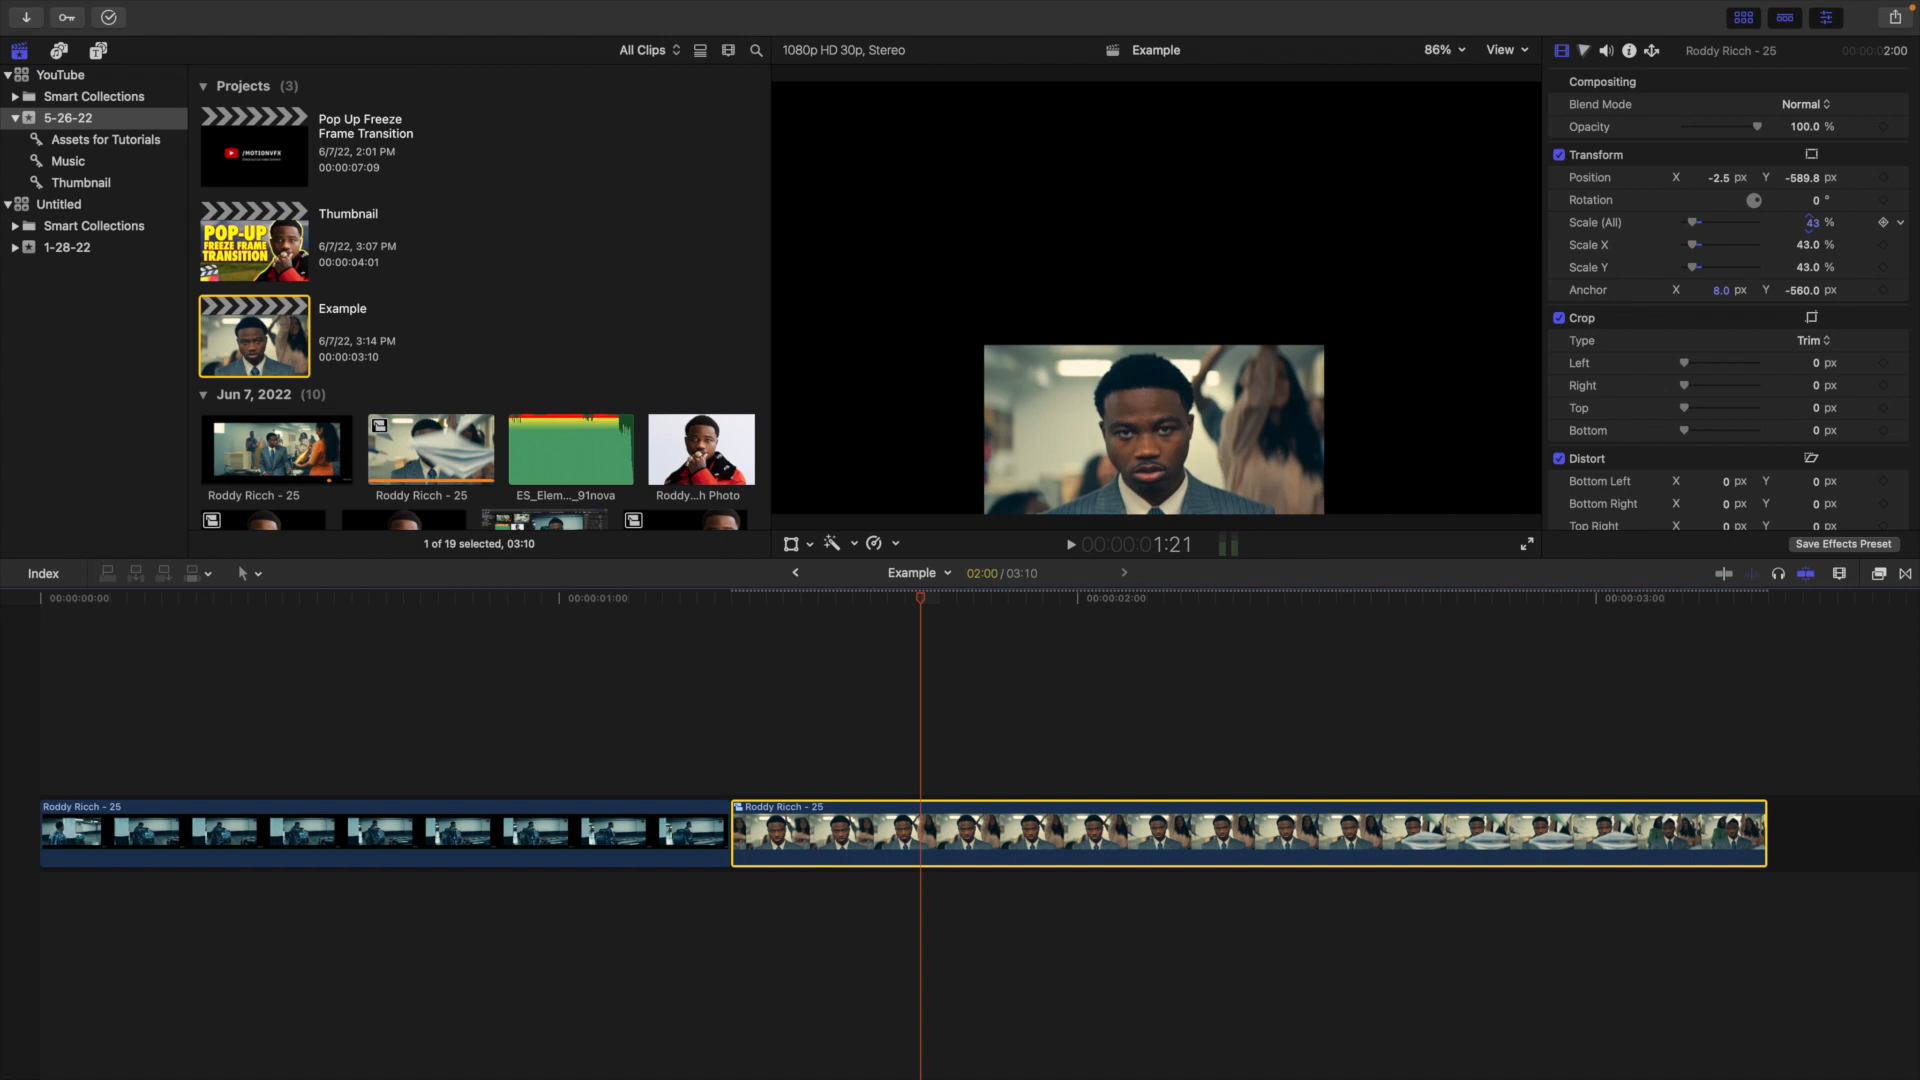 All Clips
1080p HD 30p, Stereo
Example
86%
View
Roddy Ricch - 25
00:00:02:00
YouTube
Smart Collections
5-26-22
Assets for Tutorials
Music
Thumbnail
Untitled
Smart Collections
1-28-22
Projects (3)
/MOTIONVFX
Pop Up Freeze
Frame Transition
6/7/22, 2:01 PM
00:00:07:09
POP-UP
FREEZE FRAME
TRANSITION
Thumbnail
6/7/22, 3:07 PM
00:00:04:01
Example
6/7/22, 3:14 PM
00:00:03:10
Jun 7, 2022 (10)
Roddy Ricch - 25
Roddy Ricch - 25
ES_Elem..._91nova
Roddy...h Photo
1 of 19 selected, 03:10
00:00:01:21
Compositing
Blend Mode Normal
Opacity 100.0 %
Transform
Position X -2.5 px Y -589.8 px
Rotation 0 °
Scale (All) 43 %
Scale X 43.0 %
Scale Y 43.0 %
Anchor X 8.0 px Y -560.0 px
Crop
Type Trim
Left 0 px
Right 0 px
Top 0 px
Bottom 0 px
Distort
Bottom Left X 0 px Y 0 px
Bottom Right X 0 px Y 0 px
Top Right X 0 px Y 0 px
Save Effects Preset
Index
Example
02:00 / 03:10
00:00:00:00
00:00:01:00
00:00:02:00
00:00:03:00
Roddy Ricch - 25
Roddy Ricch - 25